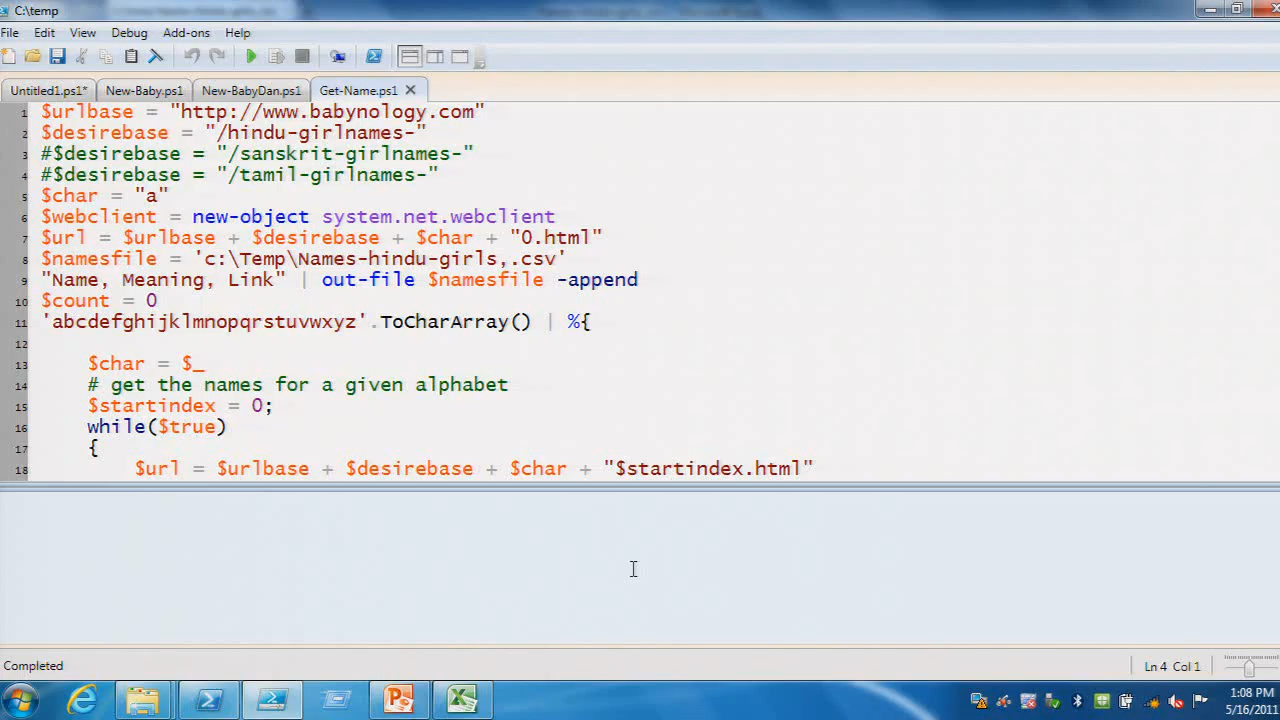 C:\temp
File Edit View Debug Add-ons Help
Untitled1.ps1* New-Baby.ps1 New-BabyDan.ps1 Get-Name.ps1
1 $urlbase = "http://www.babynology.com"
2 $desirebase = "/hindu-girlnames-"
3 #$desirebase = "/sanskrit-girlnames-"
4 #$desirebase = "/tamil-girlnames-"
5 $char = "a"
6 $webclient = new-object system.net.webclient
7 $url = $urlbase + $desirebase + $char + "0.html"
8 $namesfile = 'c:\Temp\Names-hindu-girls,.csv'
9 "Name, Meaning, Link" | out-file $namesfile -append
10 $count = 0
11 'abcdefghijklmnopqrstuvwxyz'.ToCharArray() | %{
12
13 $char = $_
14 # get the names for a given alphabet
15 $startindex = 0;
16 while($true)
17 {
18 $url = $urlbase + $desirebase + $char + "$startindex.html"
Completed
Ln 4 Col 1
1:08 PM
5/16/2011